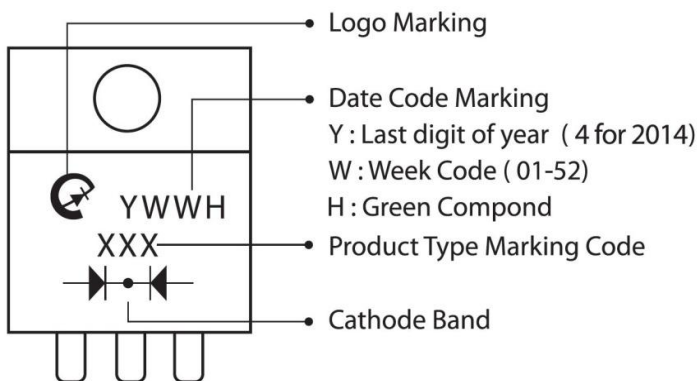 Logo Marking
Date Code Marking
Y : Last digit of year ( 4 for 2014)
W : Week Code ( 01-52)
H : Green Compond
YWWH
XXX
Product Type Marking Code
Cathode Band